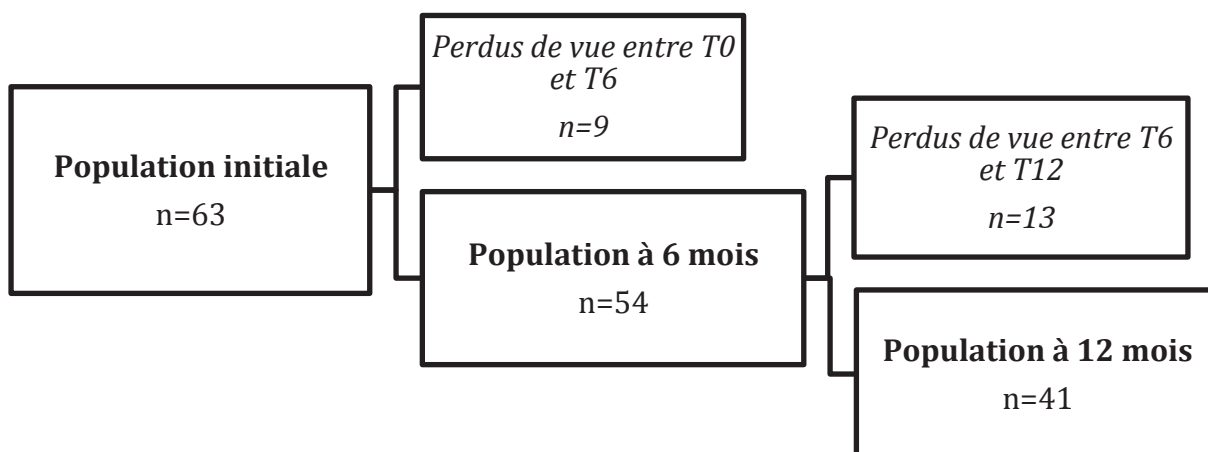 Population initiale
n=63
Perdus de vue entre T0
et T6
n=9
Population à 6 mois
n=54
Perdus de vue entre T6
et T12
n=13
Population à 12 mois
n=41